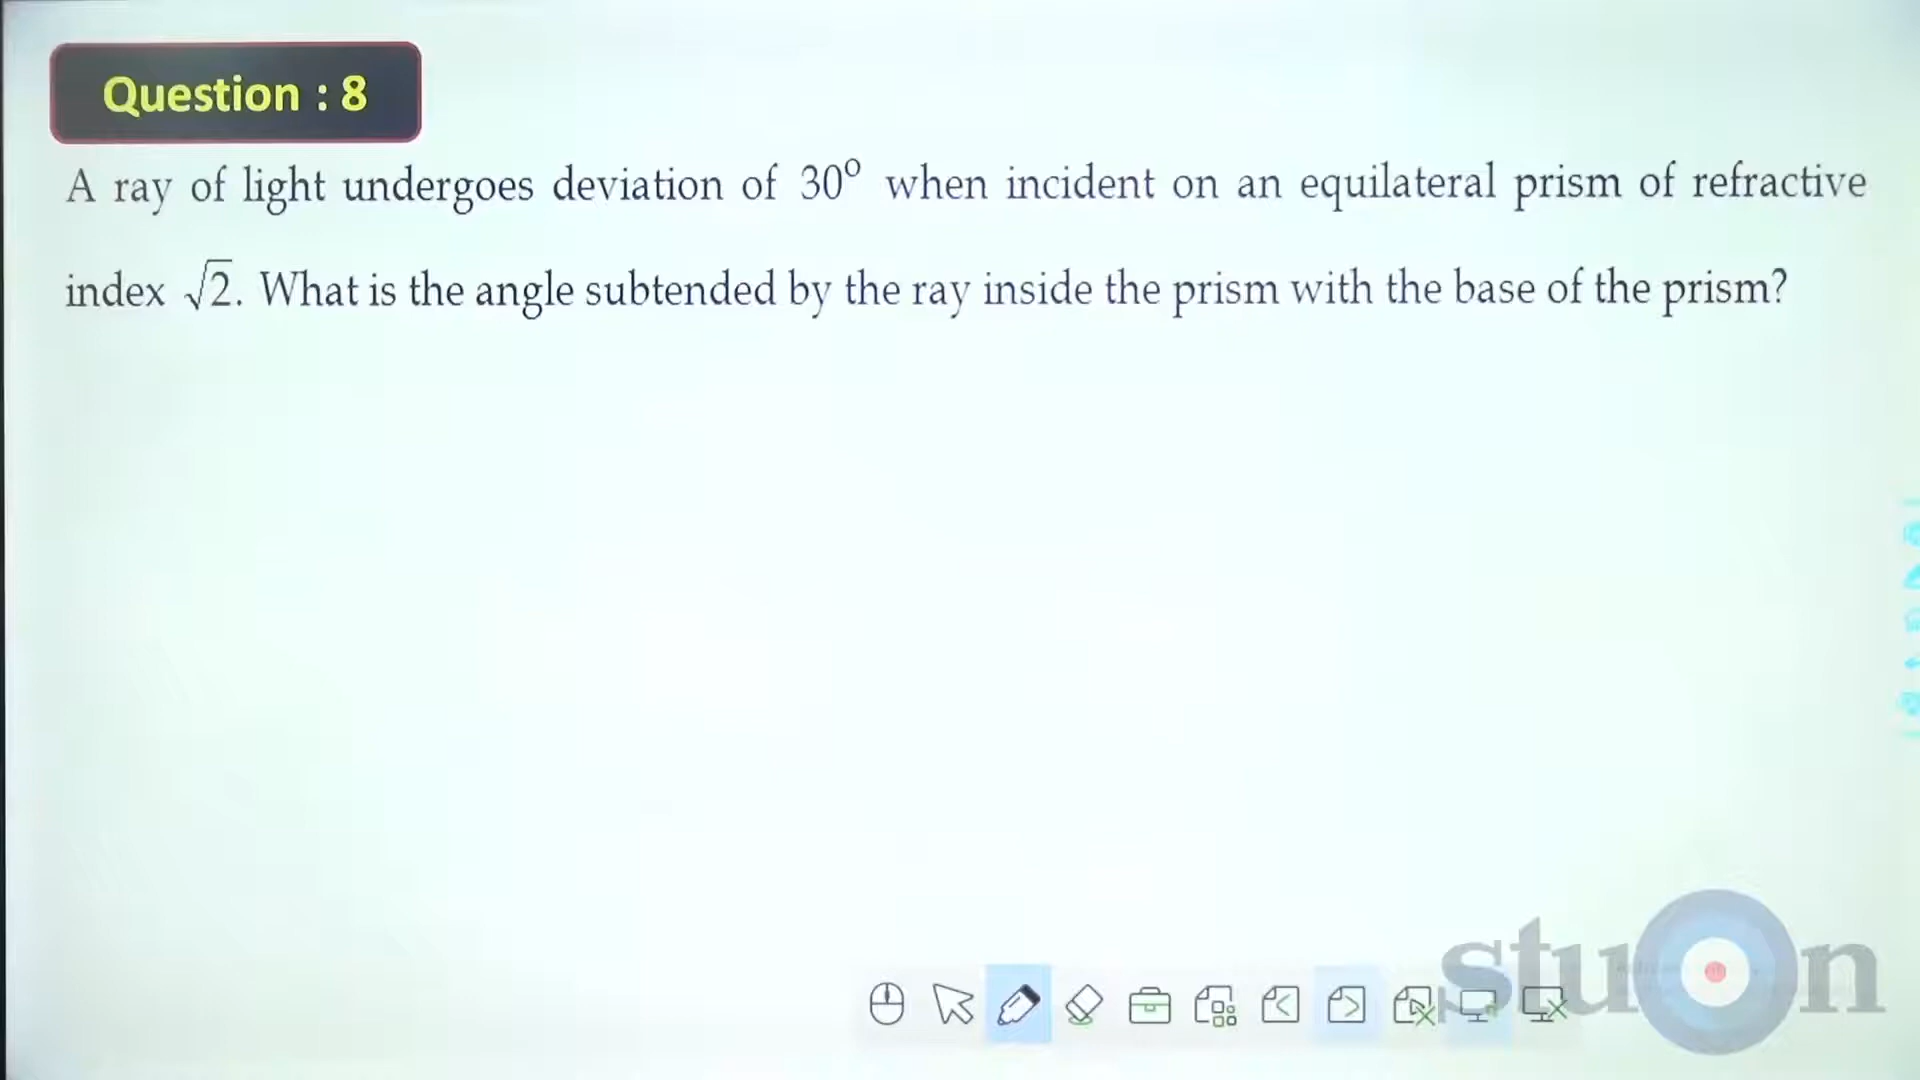 Question : 8
A ray of light undergoes deviation of 30° when incident on an equilateral prism of refractive
index √2. What is the angle subtended by the ray inside the prism with the base of the prism?
stuon